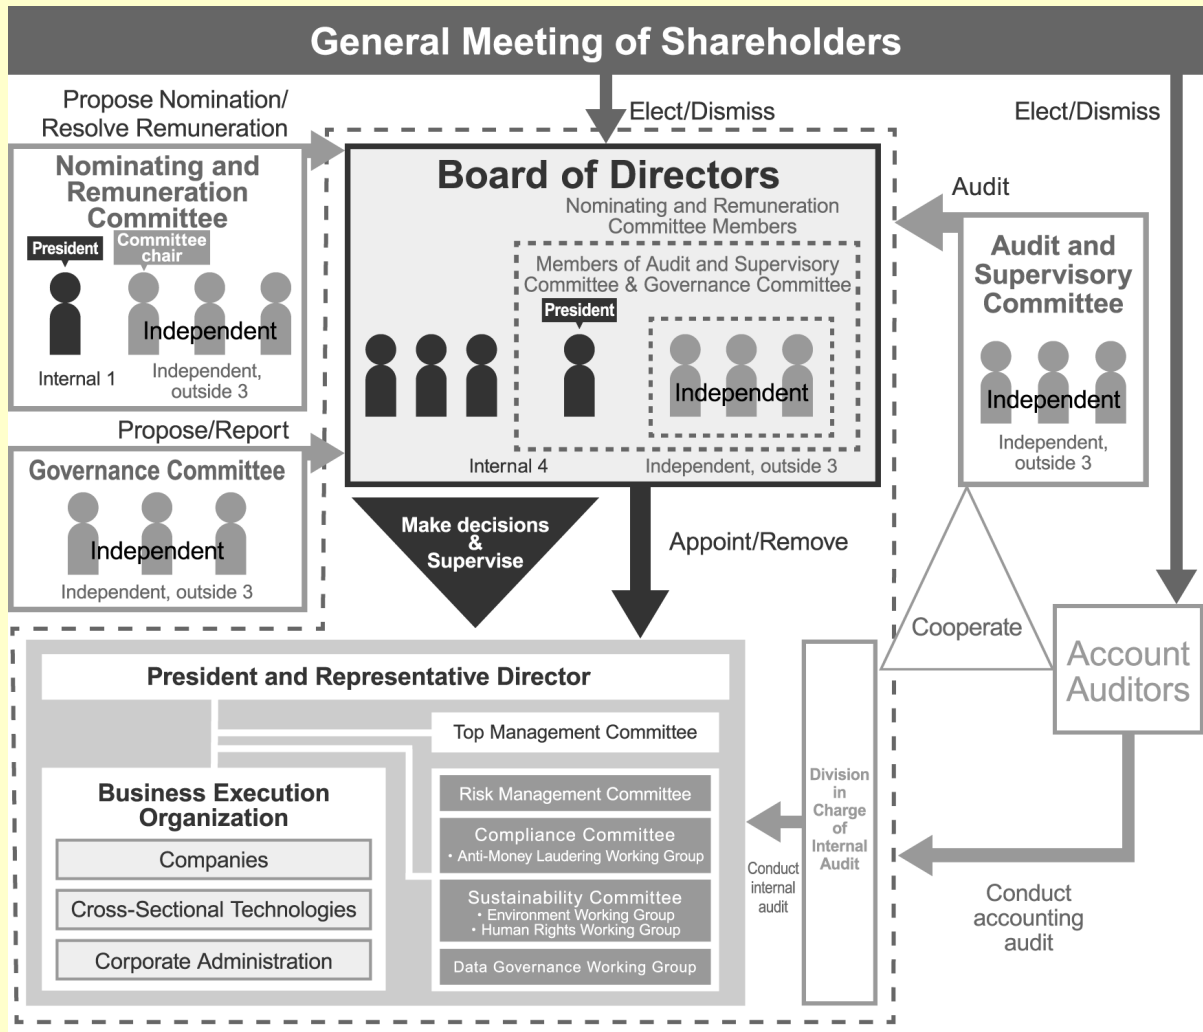 General Meeting of Shareholders
Propose Nomination/
Resolve Remuneration
Elect/Dismiss
Elect/Dismiss
Nominating and
Remuneration
Committee
President
Committee
chair
Independent
Internal 1
Independent,
outside 3
Board of Directors
Nominating and Remuneration
Committee Members
Members of Audit and Supervisory
Committee & Governance Committee
President
Independent
Internal 4
Independent, outside 3
Audit
Audit and
Supervisory
Committee
Independent
Independent,
outside 3
Propose/Report
Governance Committee
Independent
Independent, outside 3
Make decisions
&
Supervise
Appoint/Remove
Cooperate
Account
Auditors
President and Representative Director
Top Management Committee
Business Execution
Organization
Companies
Cross-Sectional Technologies
Corporate Administration
Risk Management Committee
Compliance Committee
・Anti-Money Laudering Working Group
Sustainability Committee
・Environment Working Group
・Human Rights Working Group
Data Governance Working Group
Conduct
internal
audit
Division
in
Charge
of
Internal
Audit
Conduct
accounting
audit